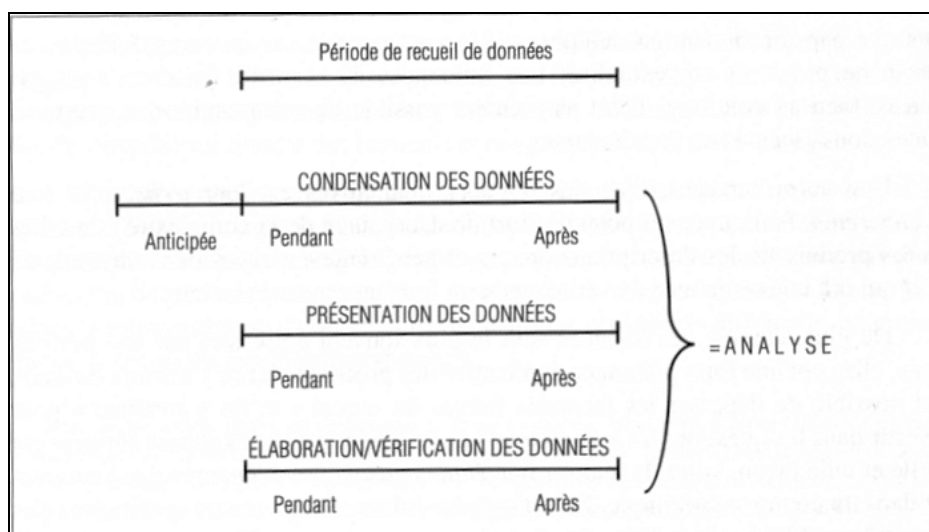 Période de recueil de données
CONDENSATION DES DONNÉES
Anticipée Pendant Après
PRÉSENTATION DES DONNÉES
Pendant Après
=ANALYSE
ÉLABORATION/VÉRIFICATION DES DONNÉES
Pendant Après